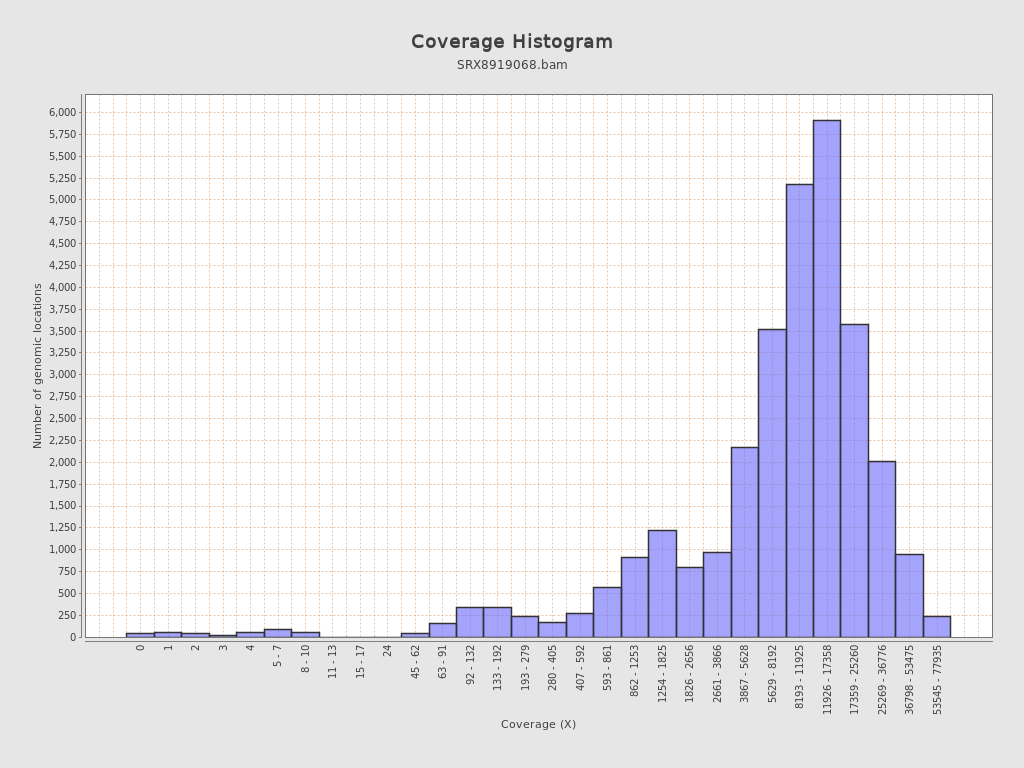 Coverage Histogram
SRX8919068.bam
Number of genomic locations
6,000
5,750
5,500
5,250
5,000
4,750
4,500
4,250
4,000
3,750
3,500
3,250
3,000
2,750
2,500
2,250
2,000
1,750
1,500
1,250
1,000
750
500
250
0
0
1
2
3
4
5 - 7
8 - 10
11 - 13
15 - 17
24
45 - 62
63 - 91
92 - 132
133 - 192
193 - 279
280 - 405
407 - 592
593 - 861
862 - 1253
1254 - 1825
1826 - 2656
2661 - 3866
3867 - 5628
5629 - 8192
8193 - 11925
11926 - 17358
17359 - 25260
25269 - 36776
36798 - 53475
53545 - 77935
Coverage (X)